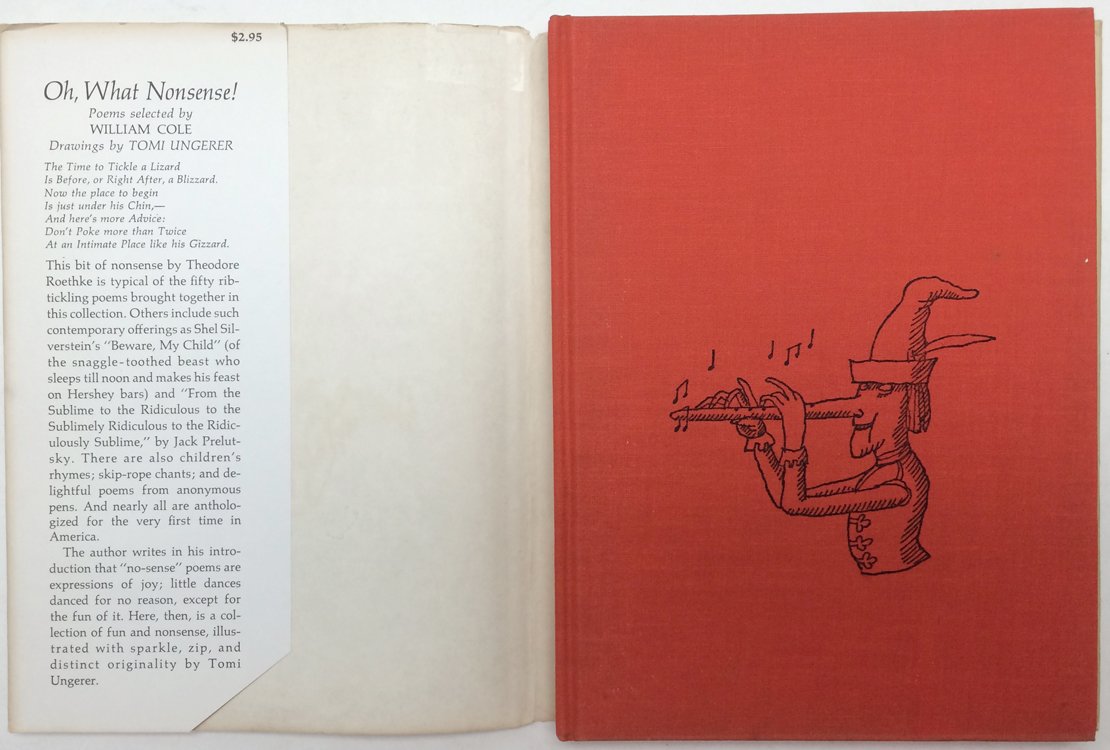 $2.95
Oh, What Nonsense!
Poems selected by
WILLIAM COLE
Drawings by TOMI UNGERER
The Time to Tickle a Lizard
Is Before, or Right After, a Blizzard.
Now the place to begin
Is just under his Chin,—
And here's more Advice:
Don't Poke more than Twice
At an Intimate Place like his Gizzard.
This bit of nonsense by Theodore
Roethke is typical of the fifty rib-
tickling poems brought together in
this collection. Others include such
contemporary offerings as Shel Sil-
verstein's "Beware, My Child" (of
the snaggle-toothed beast who
sleeps till noon and makes his feast
on Hershey bars) and "From the
Sublime to the Ridiculous to the
Sublimely Ridiculous to the Ridic-
ulously Sublime," by Jack Prelut-
sky. There are also children's
rhymes; skip-rope chants; and de-
lightful poems from anonymous
pens. And nearly all are antholo-
gized for the very first time in
America.
The author writes in his intro-
duction that "no-sense" poems are
expressions of joy; little dances
danced for no reason, except for
the fun of it. Here, then, is a col-
lection of fun and nonsense, illus-
trated with sparkle, zip, and
distinct originality by Tomi
Ungerer.